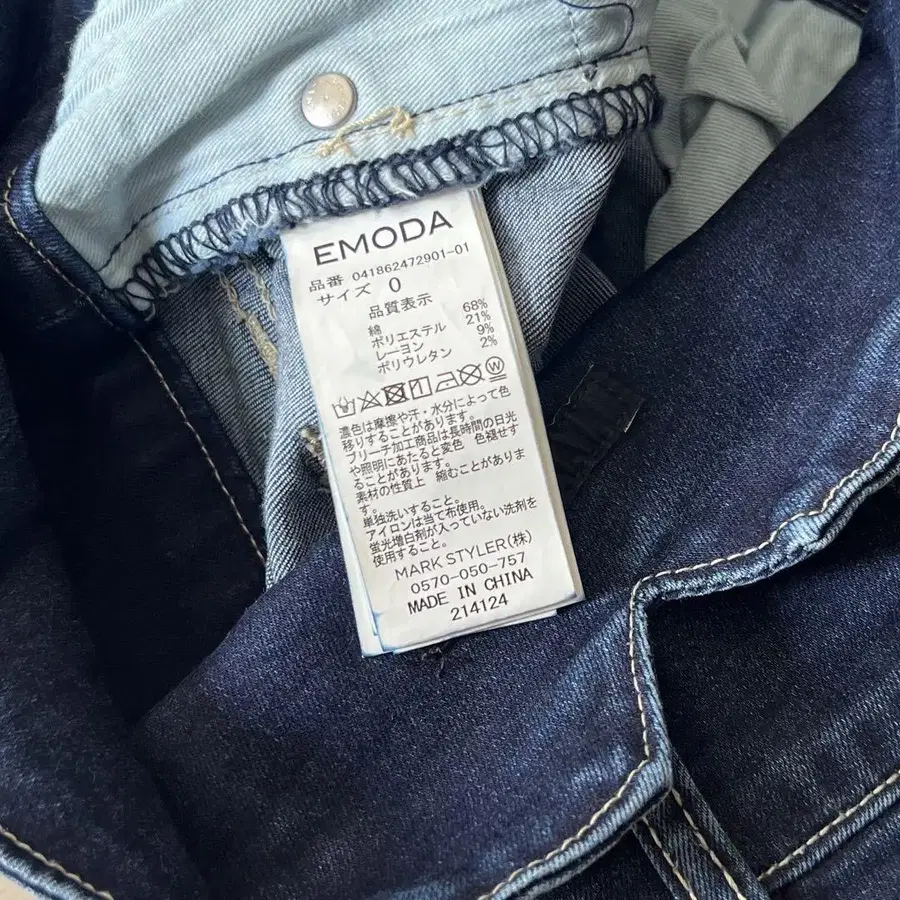 EMODA
品番 041862472901-01
サイズ 0
品質表示
綿 68%
ポリエステル 21%
レーヨン 9%
ポリウレタン 2%
W
濃色は摩擦や汗・水分によって色
移りすることがあります。
ブリーチ加工商品は長時間の日光
や照明にあたると変色 色褪せす
ることがあります。
素材の性質上 縮むことがありま
す。
単独洗いすること。
アイロンは当て布使用。
蛍光増白剤が入っていない洗剤を
使用すること。
MARK STYLER(株)
0570-050-757
MADE IN CHINA
214124